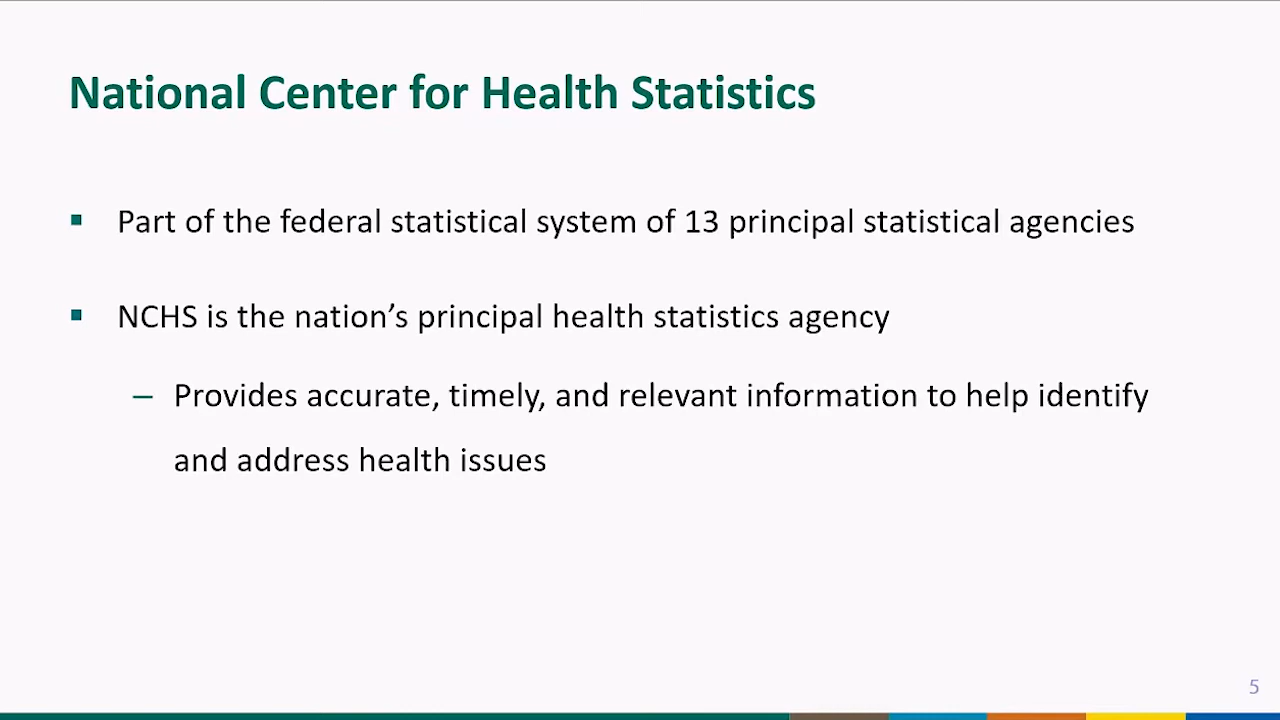 National Center for Health Statistics
▪ Part of the federal statistical system of 13 principal statistical agencies
▪ NCHS is the nation’s principal health statistics agency
– Provides accurate, timely, and relevant information to help identify
and address health issues
5